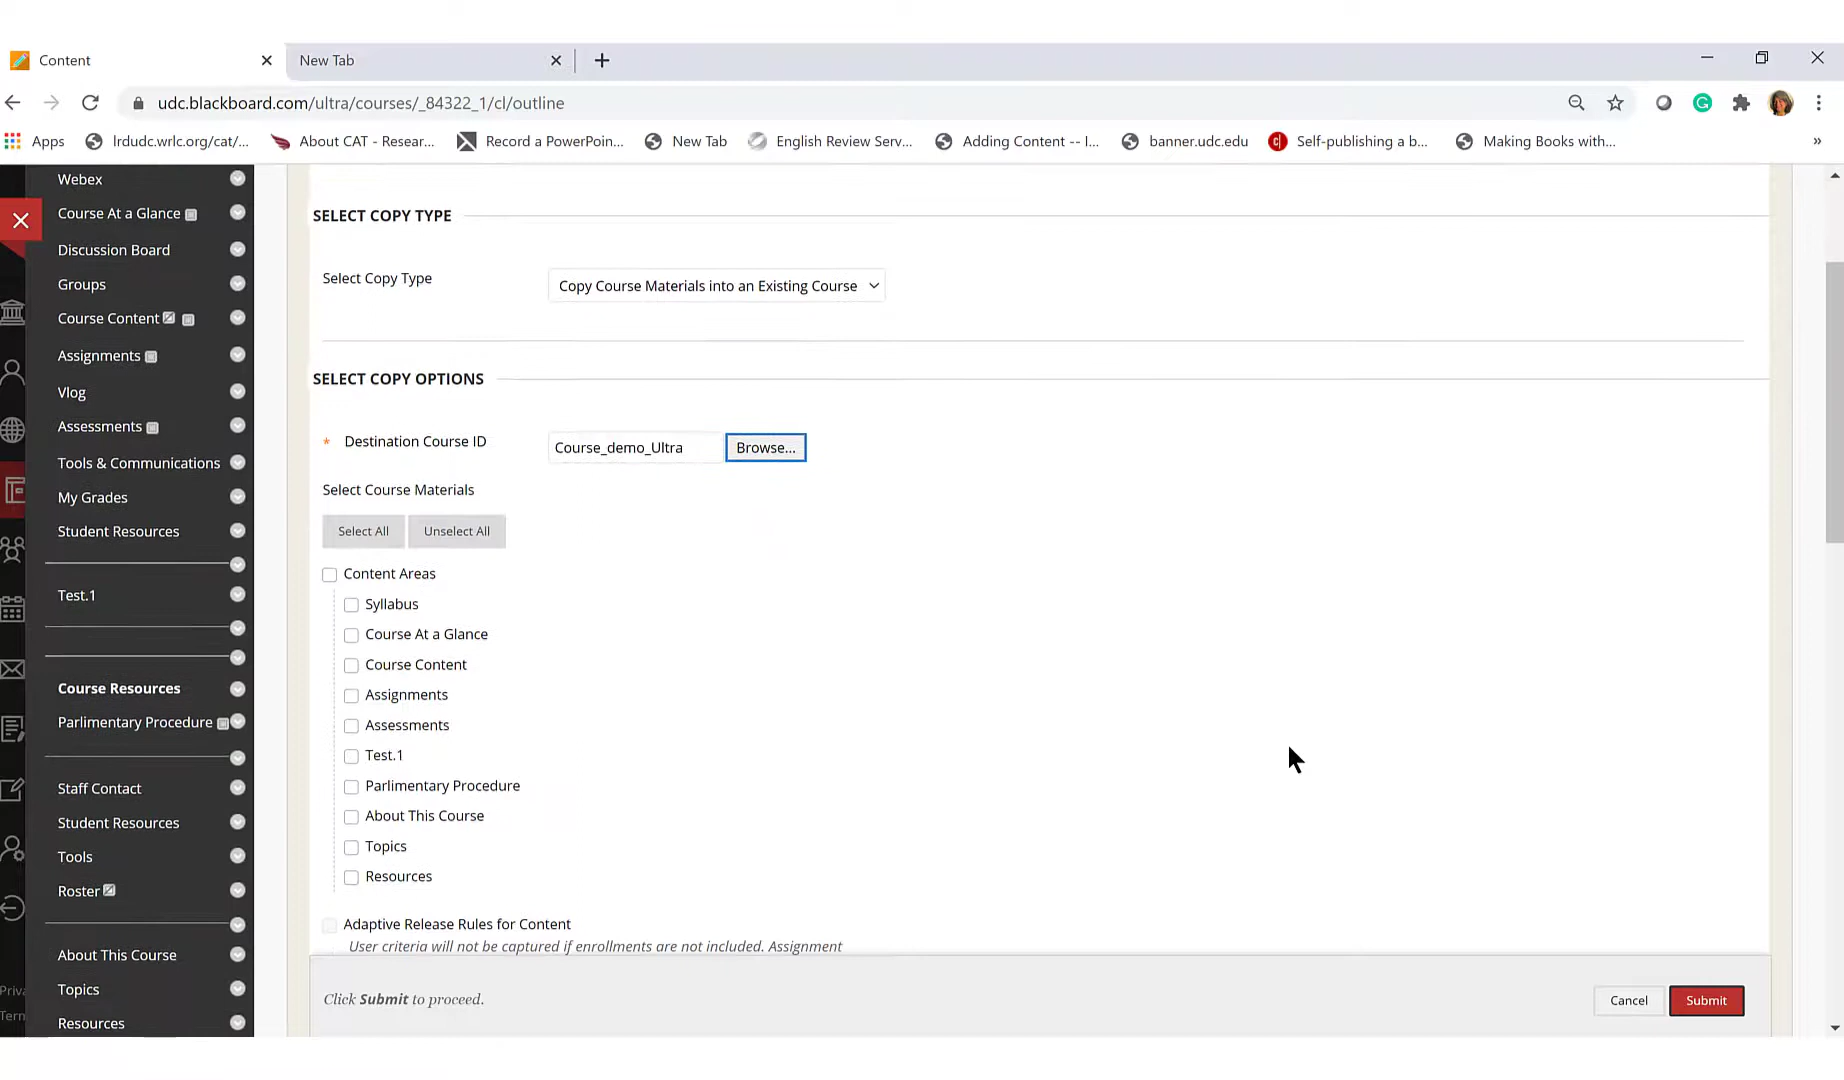 Content
New Tab
udc.blackboard.com/ultra/courses/_84322_1/cl/outline
Apps
lrdudc.wrlc.org/cat/...
About CAT - Resear...
Record a PowerPoin...
New Tab
English Review Serv...
Adding Content -- I...
banner.udc.edu
Self-publishing a b...
Making Books with...
»
Webex
Course At a Glance
Discussion Board
Groups
Course Content
Assignments
Vlog
Assessments
Tools & Communications
My Grades
Student Resources
Test.1
Course Resources
Parlimentary Procedure
Staff Contact
Student Resources
Tools
Roster
About This Course
Topics
Resources
Priva
Term
SELECT COPY TYPE
Select Copy Type
Copy Course Materials into an Existing Course
SELECT COPY OPTIONS
* Destination Course ID
Course_demo_Ultra
Browse...
Select Course Materials
Select All
Unselect All
Content Areas
Syllabus
Course At a Glance
Course Content
Assignments
Assessments
Test.1
Parlimentary Procedure
About This Course
Topics
Resources
Adaptive Release Rules for Content
User criteria will not be captured if enrollments are not included. Assignment
Click Submit to proceed.
Cancel
Submit